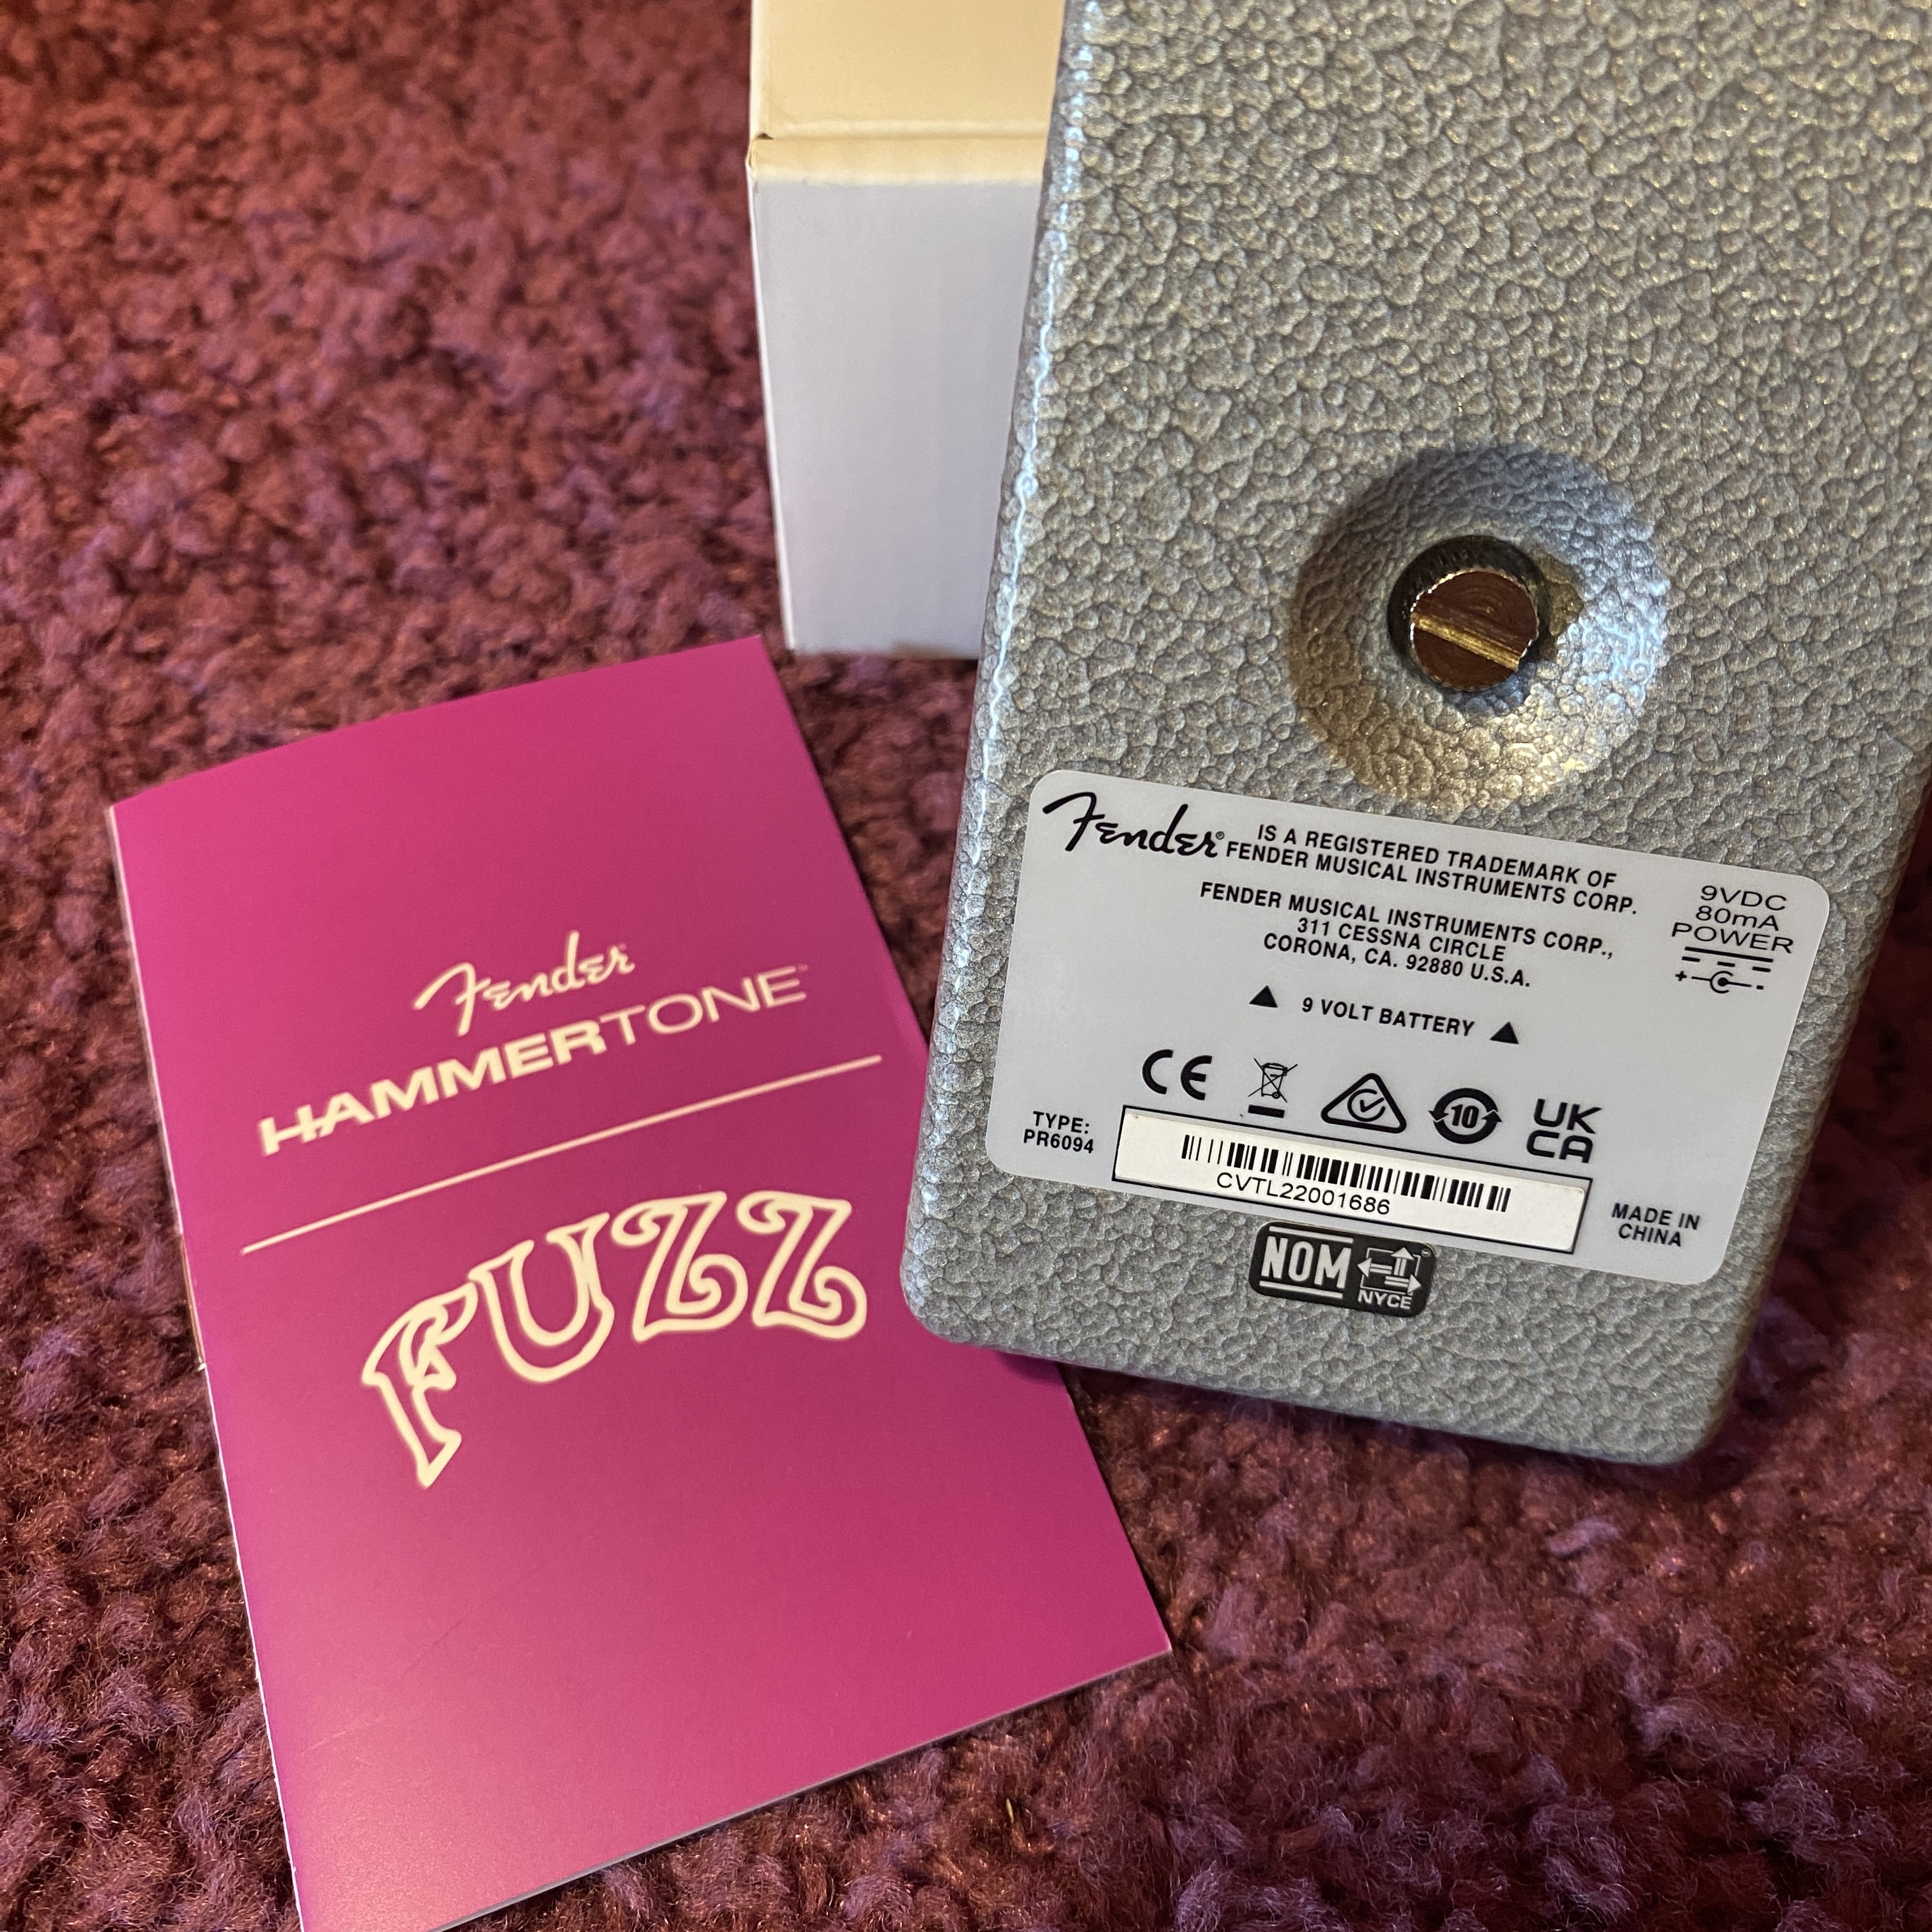 Fender
HAMMERTONE™
FUZZ
Fender® IS A REGISTERED TRADEMARK OF
FENDER MUSICAL INSTRUMENTS CORP.
FENDER MUSICAL INSTRUMENTS CORP.,
311 CESSNA CIRCLE
CORONA, CA. 92880 U.S.A.
9VDC
80mA
POWER
+ -
▲ 9 VOLT BATTERY ▲
CE
10
UK
CA
TYPE:
PR6094
CVTL22001686
MADE IN
CHINA
NOM
NYCE